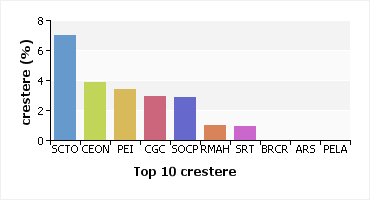 8
6
4
2
0
crestere (%)
SCTO CEON PEI CGC SOCP RMAH SRT BRCR ARS PELA
Top 10 crestere